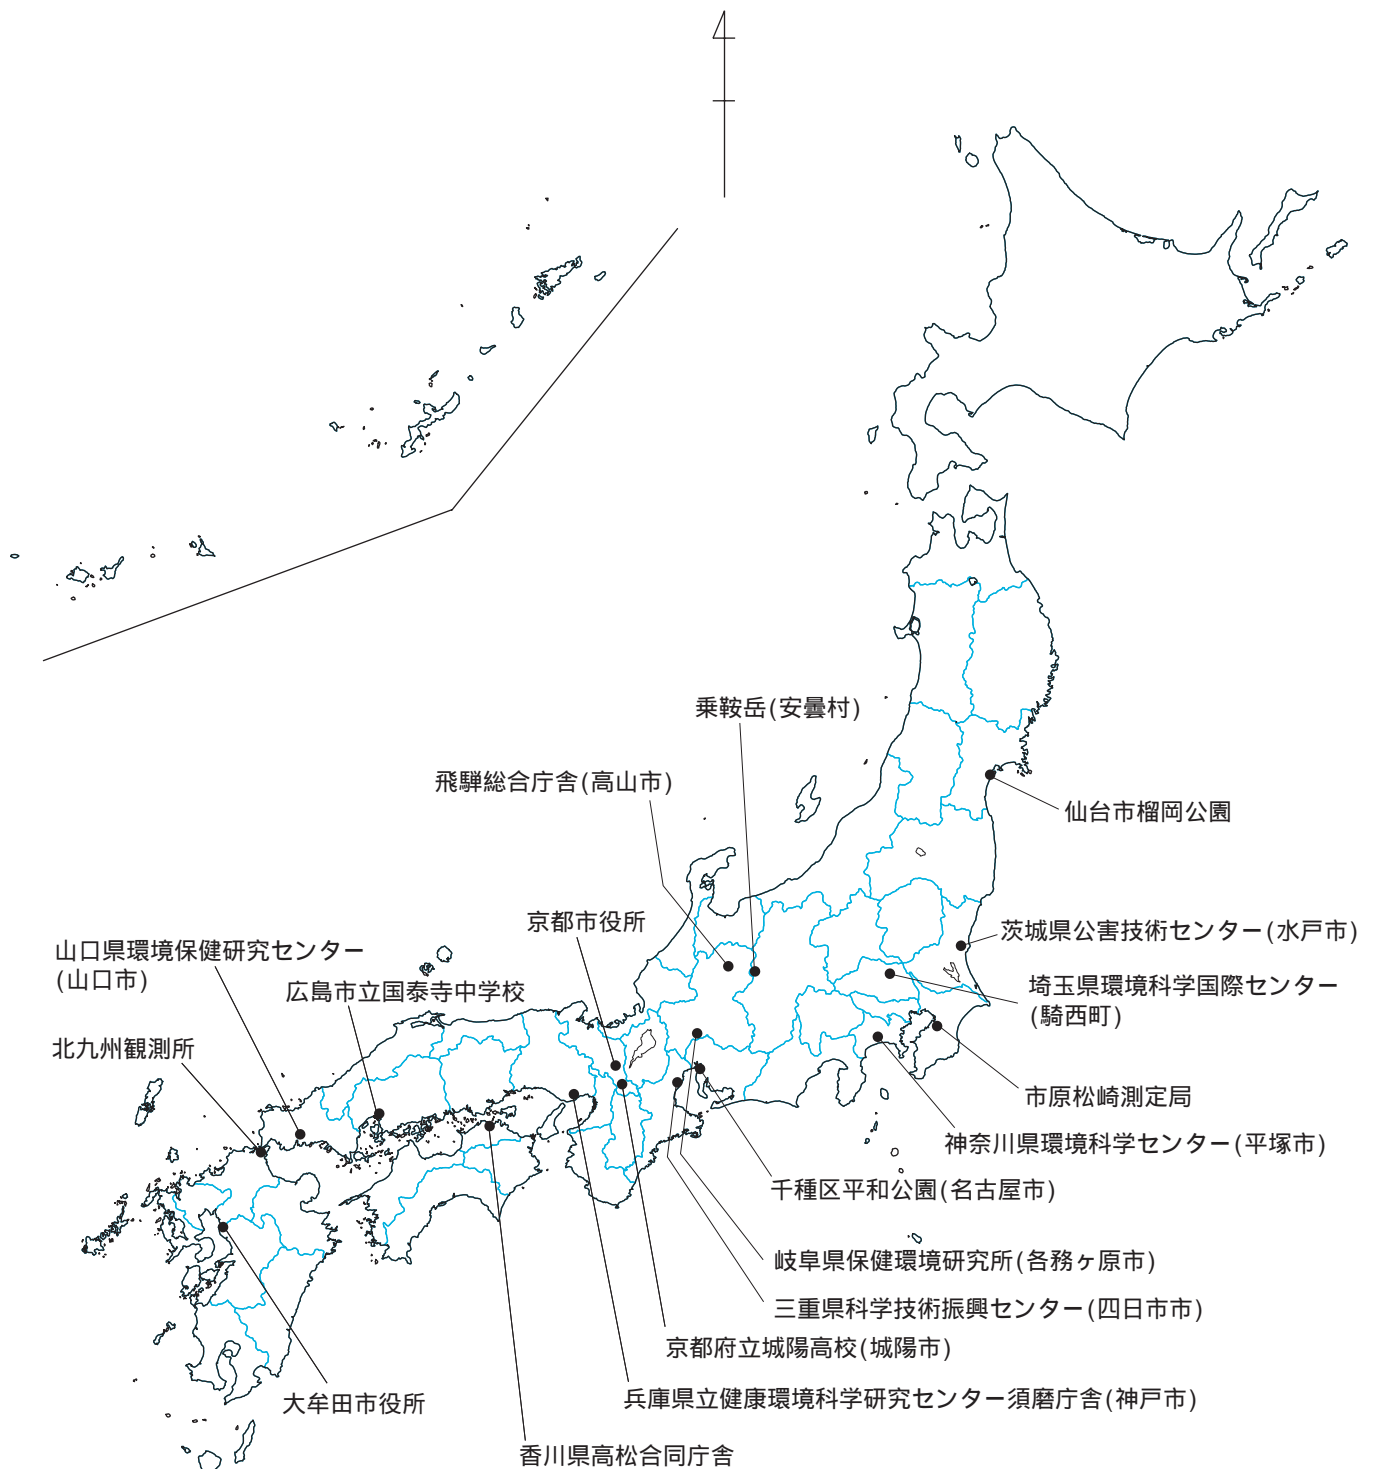 乗鞍岳(安曇村)
飛騨総合庁舎(高山市)
仙台市榴岡公園
京都市役所
茨城県公害技術センター(水戸市)
山口県環境保健研究センター
(山口市)
埼玉県環境科学国際センター
(騎西町)
広島市立国泰寺中学校
北九州観測所
市原松崎測定局
神奈川県環境科学センター(平塚市)
千種区平和公園(名古屋市)
岐阜県保健環境研究所(各務ヶ原市)
三重県科学技術振興センター(四日市市)
京都府立城陽高校(城陽市)
兵庫県立健康環境科学研究センター須磨庁舎(神戸市)
大牟田市役所
香川県高松合同庁舎